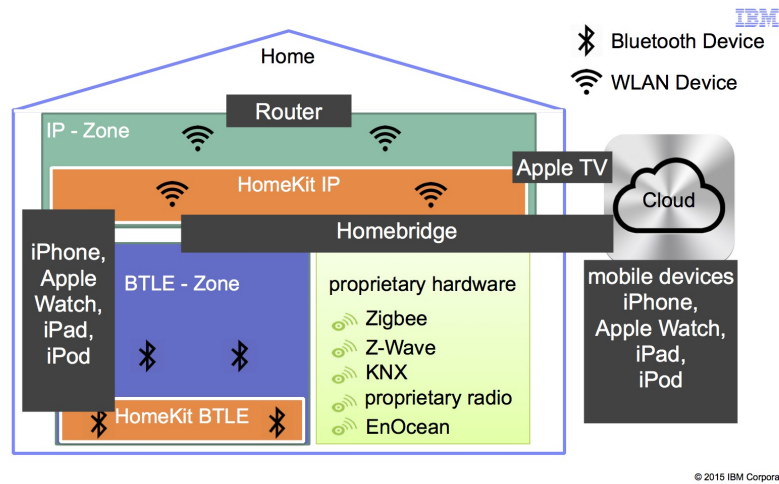 IBM
Bluetooth Device
WLAN Device
Home
Router
IP - Zone
Apple TV
HomeKit IP
Cloud
Homebridge
iPhone,
Apple
Watch,
iPad,
iPod
BTLE - Zone
HomeKit BTLE
proprietary hardware
Zigbee
Z-Wave
KNX
proprietary radio
EnOcean
mobile devices
iPhone,
Apple Watch,
iPad,
iPod
© 2015 IBM Corpora